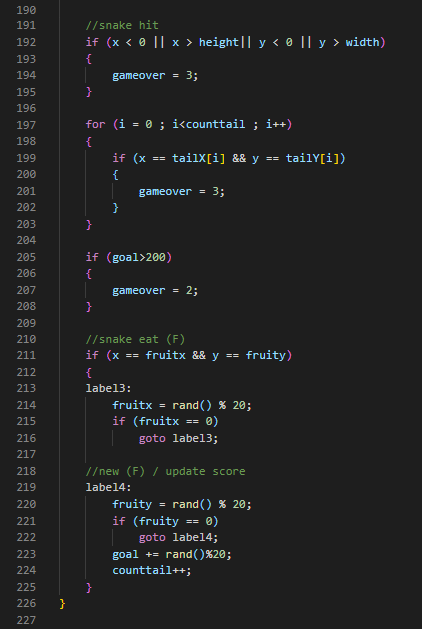 190
191 //snake hit
192 if (x < 0 || x > height|| y < 0 || y > width)
193 {
194 gameover = 3;
195 }
196
197 for (i = 0 ; i<counttail ; i++)
198 {
199 if (x == tailX[i] && y == tailY[i])
200 {
201 gameover = 3;
202 }
203 }
204
205 if (goal>200)
206 {
207 gameover = 2;
208 }
209
210 //snake eat (F)
211 if (x == fruitx && y == fruity)
212 {
213 label3:
214 fruitx = rand() % 20;
215 if (fruitx == 0)
216 goto label3;
217
218 //new (F) / update score
219 label4:
220 fruity = rand() % 20;
221 if (fruity == 0)
222 goto label4;
223 goal += rand()%20;
224 counttail++;
225 }
226 }
227